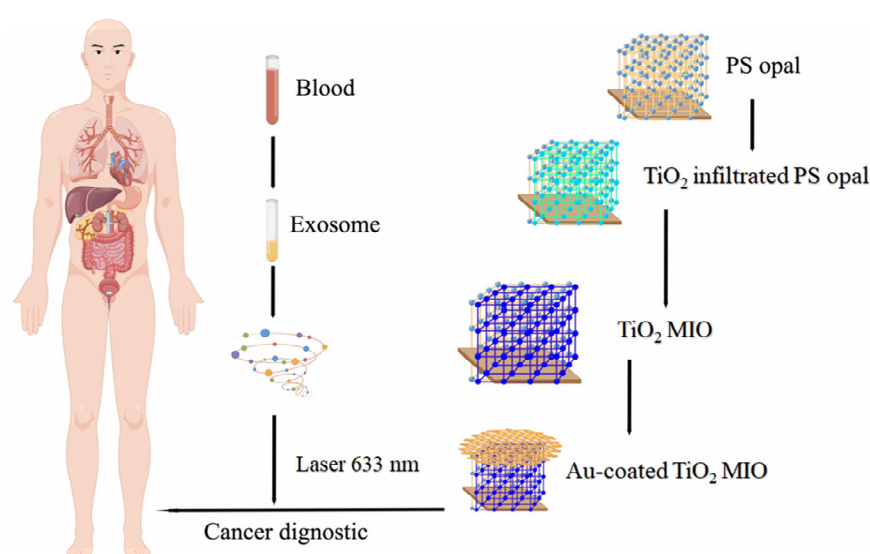 Blood
Exosome
Laser 633 nm
Cancer dignostic
PS opal
TiO₂ infiltrated PS opal
TiO₂ MIO
Au-coated TiO₂ MIO